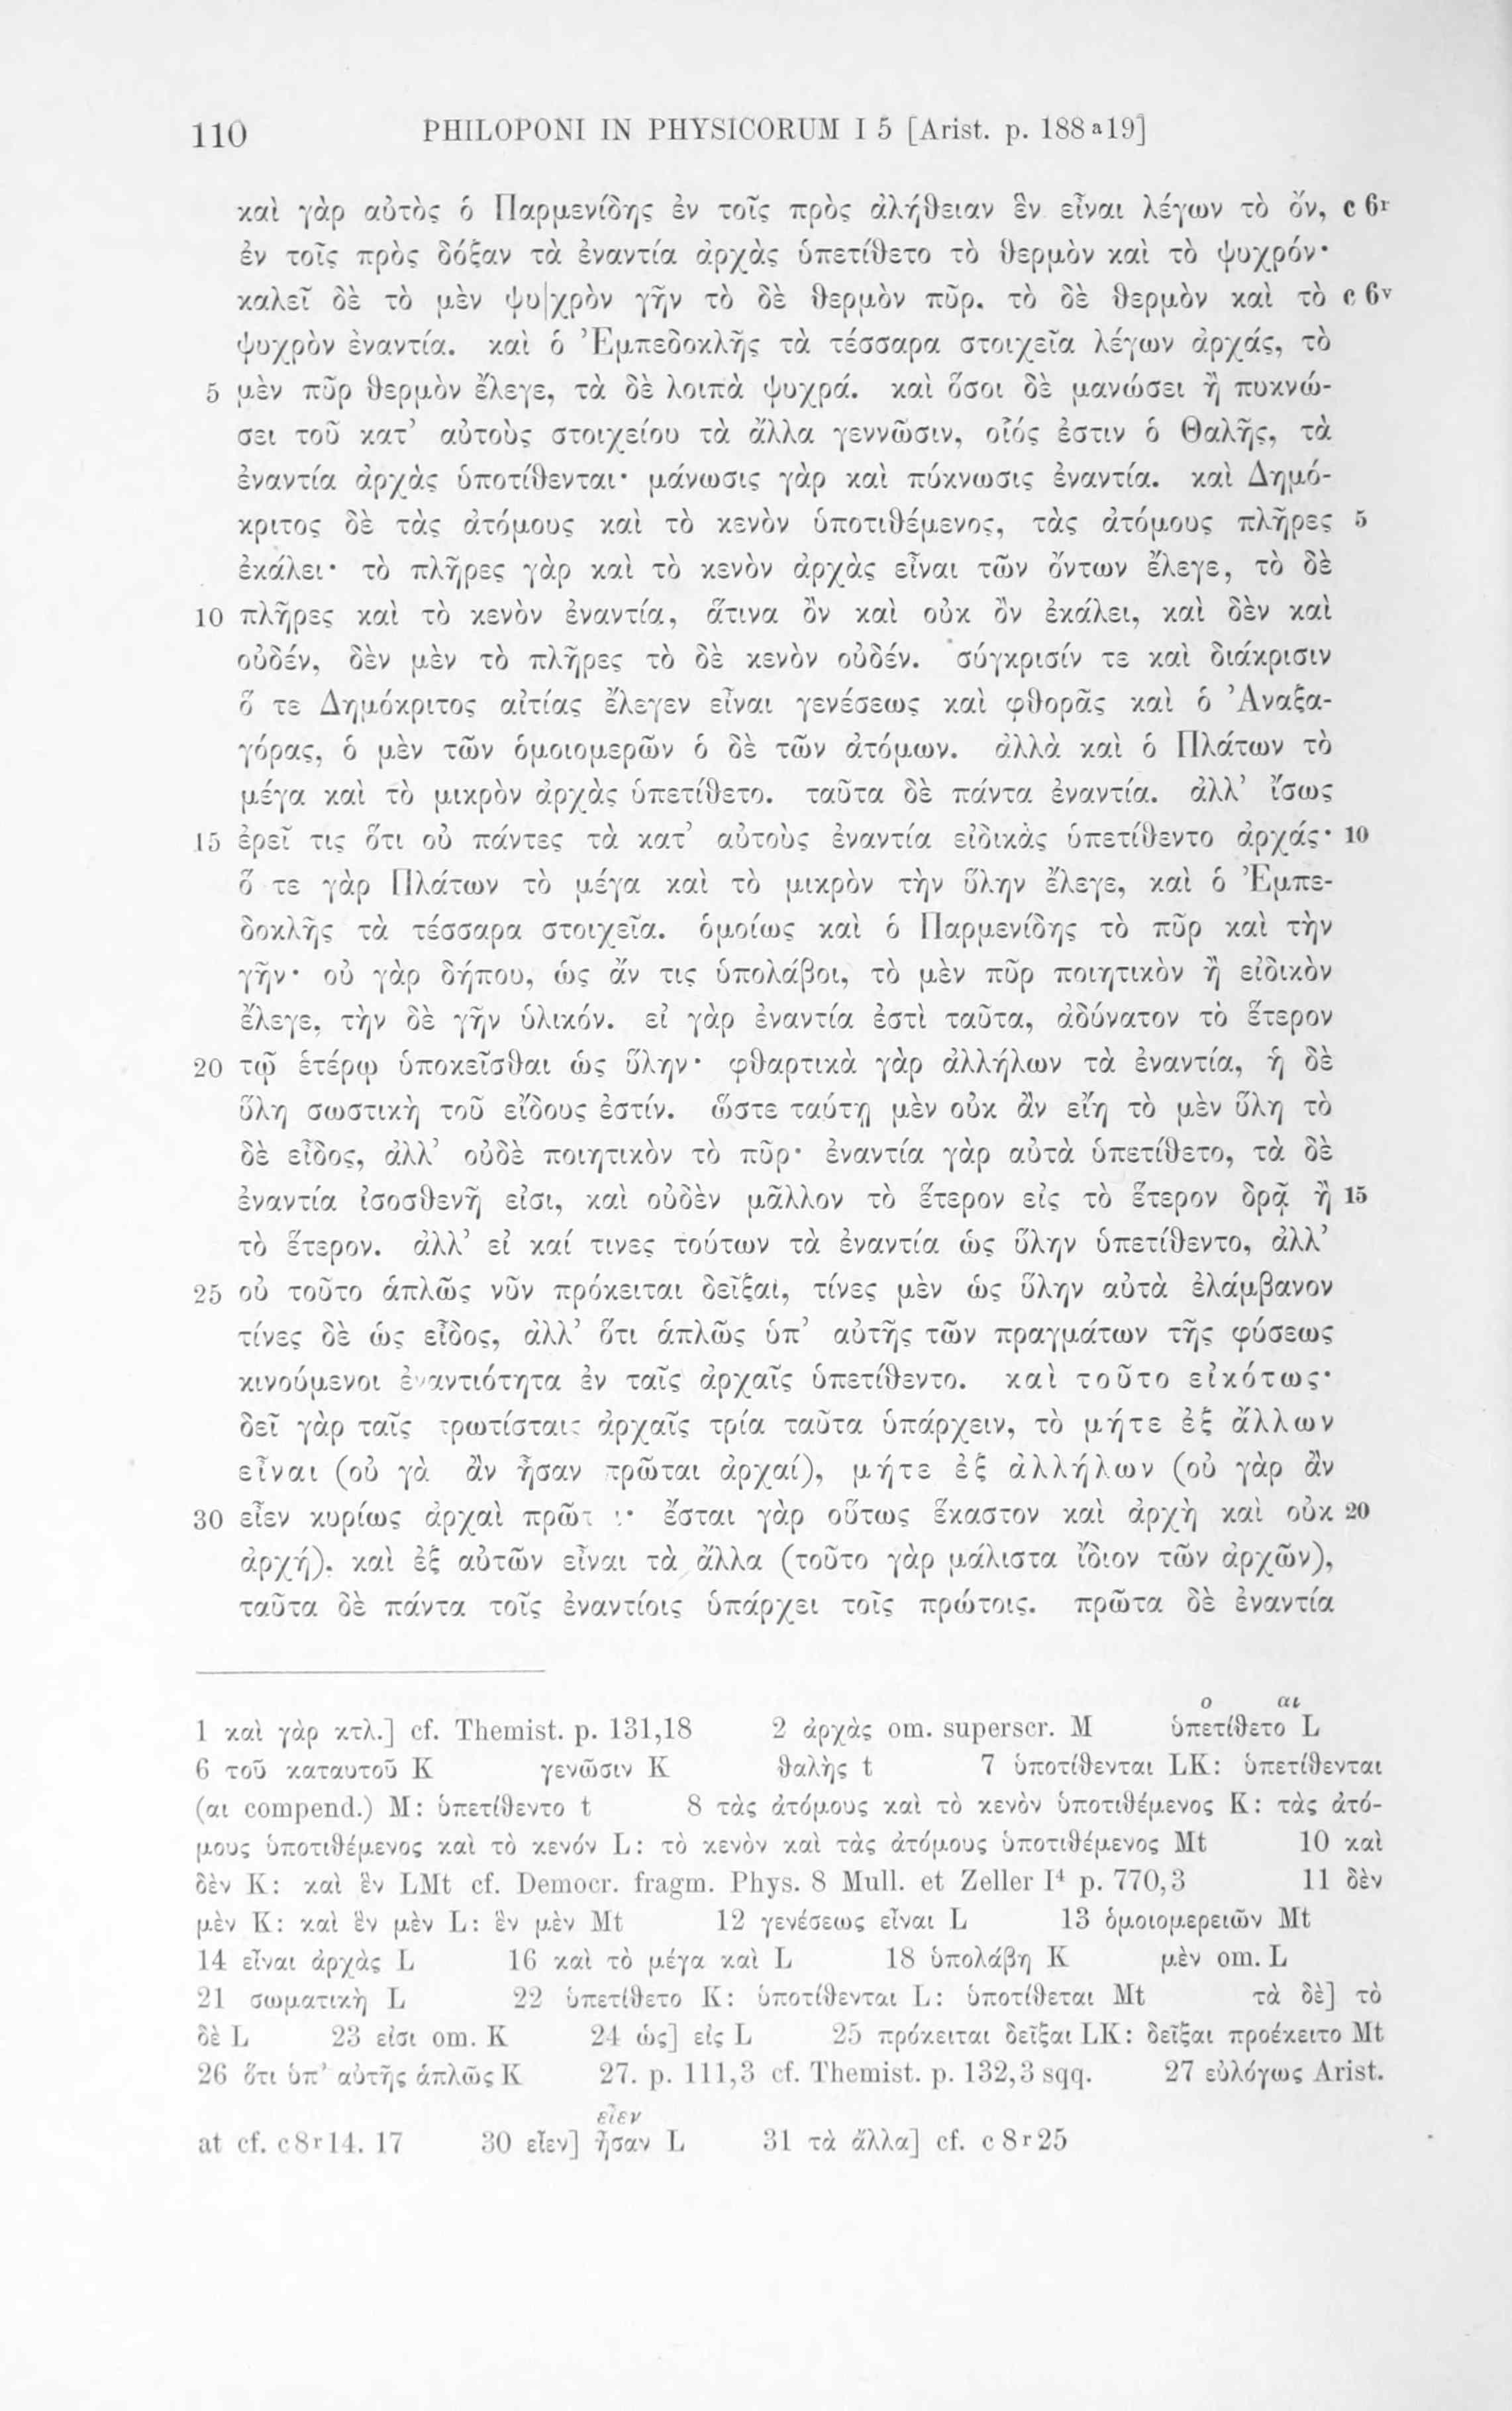 110 PHILOPONI IN PHYSICORUM I 5 [Arist. p. 188 a 19]
καὶ γὰρ αὐτὸς ὁ Παρμενίδης ἐν τοῖς πρὸς ἀλήθειαν ἓν εἶναι λέγων τὸ ὄν, c 6r
ἐν τοῖς πρὸς δόξαν τὰ ἐναντία ἀρχὰς ὑπετίθετο τὸ θερμὸν καὶ τὸ ψυχρόν·
καλεῖ δὲ τὸ μὲν ψυ|χρὸν γῆν τὸ δὲ θερμὸν πῦρ. τὸ δὲ θερμὸν καὶ τὸ c 6v
ψυχρὸν ἐναντία. καὶ ὁ Ἐμπεδοκλῆς τὰ τέσσαρα στοιχεῖα λέγων ἀρχάς, τὸ
5 μὲν πῦρ θερμὸν ἔλεγε, τὰ δὲ λοιπὰ ψυχρά. καὶ ὅσοι δὲ μανώσει ἢ πυκνώ-
σει τοῦ κατ’ αὐτοὺς στοιχείου τὰ ἄλλα γεννῶσιν, οἷός ἐστιν ὁ Θαλῆς, τὰ
ἐναντία ἀρχὰς ὑποτίθενται· μάνωσις γὰρ καὶ πύκνωσις ἐναντία. καὶ Δημό-
κριτος δὲ τὰς ἀτόμους καὶ τὸ κενὸν ὑποτιθέμενος, τὰς ἀτόμους πλῆρες 5
ἐκάλει· τὸ πλῆρες γὰρ καὶ τὸ κενὸν ἀρχὰς εἶναι τῶν ὄντων ἔλεγε, τὸ δὲ
10 πλῆρες καὶ τὸ κενὸν ἐναντία, ἅτινα ὂν καὶ οὐκ ὂν ἐκάλει, καὶ δὲν καὶ
οὐδέν, δὲν μὲν τὸ πλῆρες τὸ δὲ κενὸν οὐδέν. σύγκρισίν τε καὶ διάκρισιν
ὅ τε Δημόκριτος αἰτίας ἔλεγεν εἶναι γενέσεως καὶ φθορᾶς καὶ ὁ Ἀναξα-
γόρας, ὁ μὲν τῶν ὁμοιομερῶν ὁ δὲ τῶν ἀτόμων. ἀλλὰ καὶ ὁ Πλάτων τὸ
μέγα καὶ τὸ μικρὸν ἀρχὰς ὑπετίθετο. ταῦτα δὲ πάντα ἐναντία. ἀλλ’ ἴσως
15 ἐρεῖ τις ὅτι οὐ πάντες τὰ κατ’ αὐτοὺς ἐναντία εἰδικὰς ὑπετίθεντο ἀρχάς· 10
ὅ τε γὰρ Πλάτων τὸ μέγα καὶ τὸ μικρὸν τὴν ὕλην ἔλεγε, καὶ ὁ Ἐμπε-
δοκλῆς τὰ τέσσαρα στοιχεῖα. ὁμοίως καὶ ὁ Παρμενίδης τὸ πῦρ καὶ τὴν
γῆν· οὐ γὰρ δήπου, ὡς ἄν τις ὑπολάβοι, τὸ μὲν πῦρ ποιητικὸν ἢ εἰδικὸν
ἔλεγε, τὴν δὲ γῆν ὑλικόν. εἰ γὰρ ἐναντία ἐστὶ ταῦτα, ἀδύνατον τὸ ἕτερον
20 τῷ ἑτέρῳ ὑποκεῖσθαι ὡς ὕλην· φθαρτικὰ γὰρ ἀλλήλων τὰ ἐναντία, ἡ δὲ
ὕλη σωστικὴ τοῦ εἴδους ἐστίν. ὥστε ταύτῃ μὲν οὐκ ἂν εἴη τὸ μὲν ὕλη τὸ
δὲ εἶδος, ἀλλ’ οὐδὲ ποιητικὸν τὸ πῦρ· ἐναντία γὰρ αὐτὰ ὑπετίθετο, τὰ δὲ
ἐναντία ἰσοσθενῆ εἰσι, καὶ οὐδὲν μᾶλλον τὸ ἕτερον εἰς τὸ ἕτερον δρᾷ ἢ 15
τὸ ἕτερον. ἀλλ’ εἰ καί τινες τούτων τὰ ἐναντία ὡς ὕλην ὑπετίθεντο, ἀλλ’
25 οὐ τοῦτο ἁπλῶς νῦν πρόκειται δεῖξαι, τίνες μὲν ὡς ὕλην αὐτὰ ἐλάμβανον
τίνες δὲ ὡς εἶδος, ἀλλ’ ὅτι ἁπλῶς ὑπ’ αὐτῆς τῶν πραγμάτων τῆς φύσεως
κινούμενοι ἐναντιότητα ἐν ταῖς ἀρχαῖς ὑπετίθεντο. καὶ τοῦτο εἰκότως·
δεῖ γὰρ ταῖς πρωτίσταις ἀρχαῖς τρία ταῦτα ὑπάρχειν, τὸ μήτε ἐξ ἄλλων
εἶναι (οὐ γὰ ἂν ἦσαν πρῶται ἀρχαί), μήτε ἐξ ἀλλήλων (οὐ γὰρ ἂν
30 εἶεν κυρίως ἀρχαὶ πρῶται· ἔσται γὰρ οὕτως ἕκαστον καὶ ἀρχὴ καὶ οὐκ 20
ἀρχή), καὶ ἐξ αὐτῶν εἶναι τὰ ἄλλα (τοῦτο γὰρ μάλιστα ἴδιον τῶν ἀρχῶν),
ταῦτα δὲ πάντα τοῖς ἐναντίοις ὑπάρχει τοῖς πρώτοις. πρῶτα δὲ ἐναντία
ο αι
1 καὶ γὰρ κτλ.] cf. Themist. p. 131,18 2 ἀρχὰς om. superscr. M ὑπετίθετο L
6 τοῦ καταυτοῦ K γενῶσιν K θαλὴς t 7 ὑποτίθενται LK: ὑπετίθενται
(αι compend.) M: ὑπετίθεντο t 8 τὰς ἀτόμους καὶ τὸ κενὸν ὑποτιθέμενος K: τὰς ἀτό-
μους ὑποτιθέμενος καὶ τὸ κενόν L: τὸ κενὸν καὶ τὰς ἀτόμους ὑποτιθέμενος Mt 10 καὶ
δὲν K: καὶ ἓν LMt cf. Democr. fragm. Phys. 8 Mull. et Zeller I⁴ p. 770,3 11 δὲν
μὲν K: καὶ ἓν μὲν L: ἓν μὲν Mt 12 γενέσεως εἶναι L 13 ὁμοιομερειῶν Mt
14 εἶναι ἀρχὰς L 16 καὶ τὸ μέγα καὶ L 18 ὑπολάβη K μὲν om. L
21 σωματικὴ L 22 ὑπετίθετο K: ὑποτίθενται L: ὑποτίθεται Mt τὰ δὲ] τὸ
δὲ L 23 εἰσι om. K 24 ὡς] εἰς L 25 πρόκειται δεῖξαι LK: δεῖξαι προέκειτο Mt
26 ὅτι ὑπ’ αὐτῆς ἁπλῶς K 27. p. 111,3 cf. Themist. p. 132,3 sqq. 27 εὐλόγως Arist.
εἶεν
at cf. c 8r 14. 17 30 εἶεν] ἦσαν L 31 τὰ ἄλλα] cf. c 8r 25